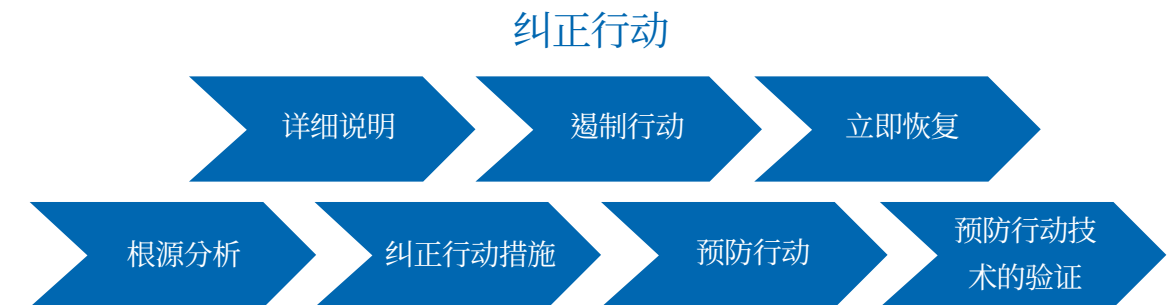 纠正行动
详细说明
遏制行动
立即恢复
根源分析
纠正行动措施
预防行动
预防行动技
术的验证